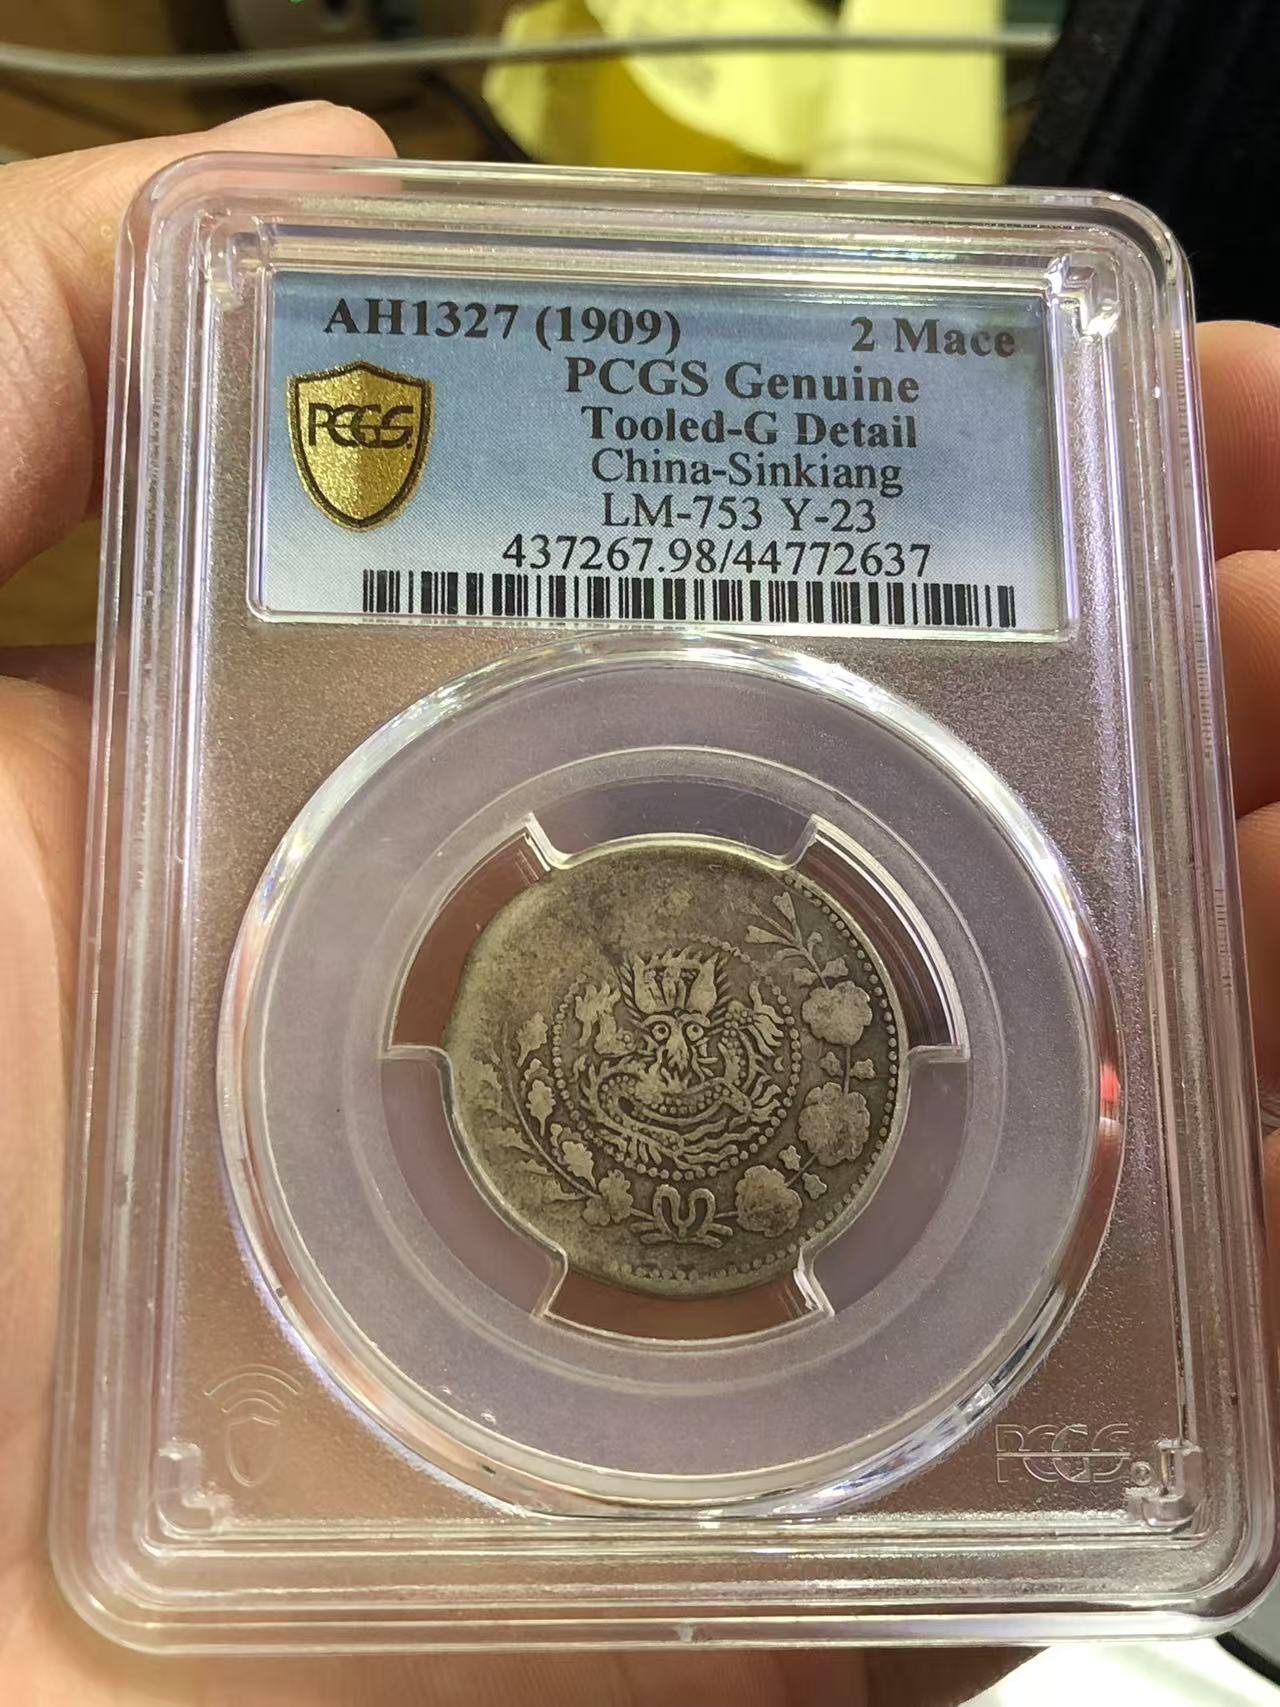 AH1327 (1909) 2 Mace
PCGS Genuine
PCGS
Tooled-G Detail
China-Sinkiang
LM-753 Y-23
437267.98/44772637
PCGS